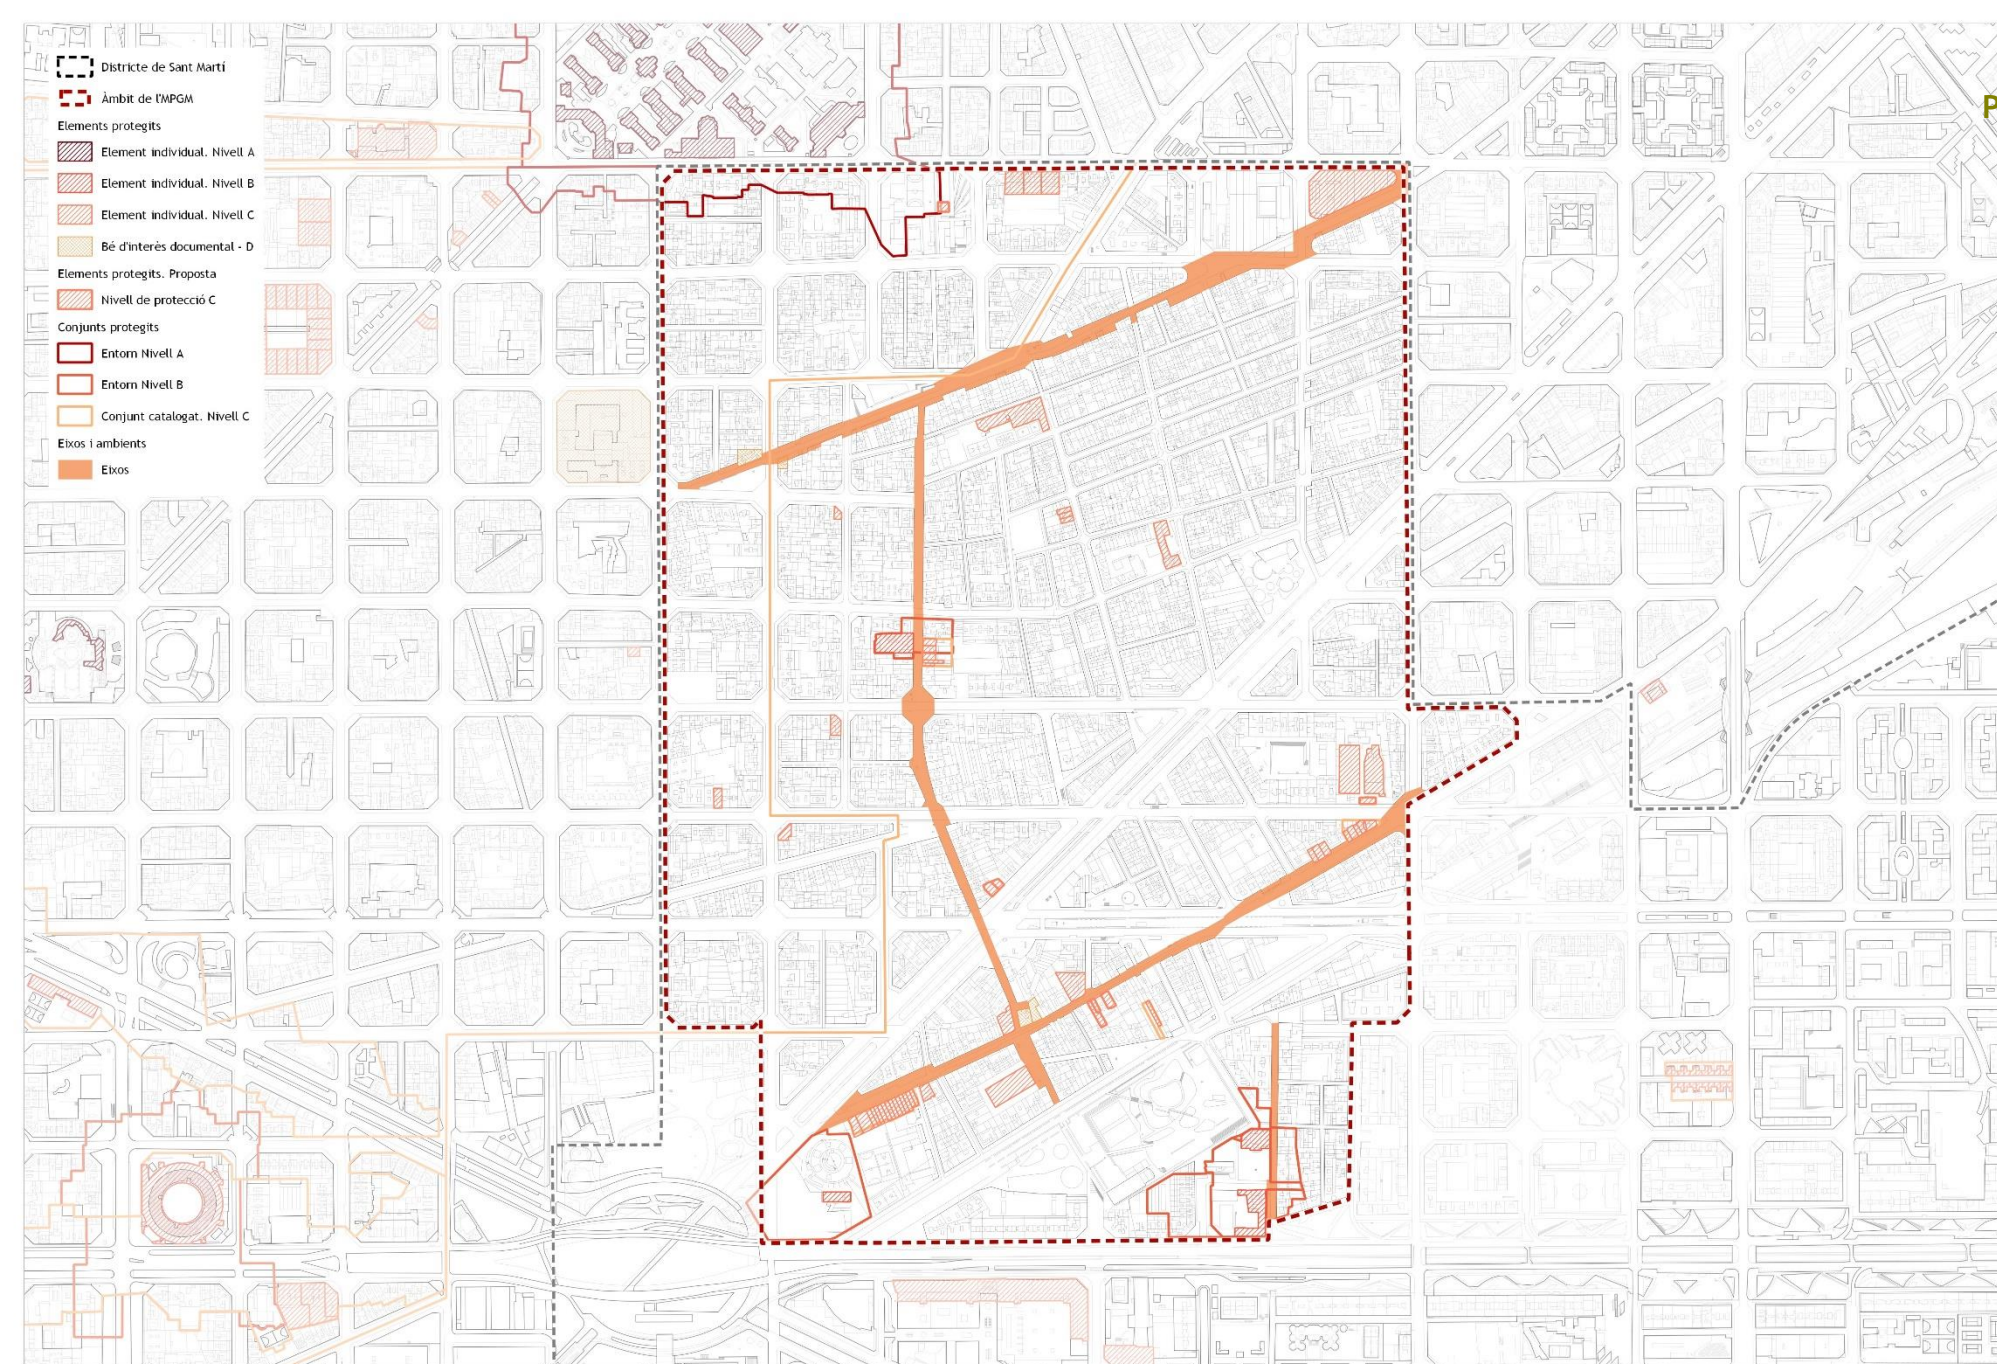 Districte de Sant Martí
Àmbit de l'MPGM
Elements protegits
Element individual. Nivell A
Element individual. Nivell B
Element individual. Nivell C
Bé d'interès documental - D
Elements protegits. Proposta
Nivell de protecció C
Conjunts protegits
Entorn Nivell A
Entorn Nivell B
Conjunt catalogat. Nivell C
Eixos i ambients
Eixos
P